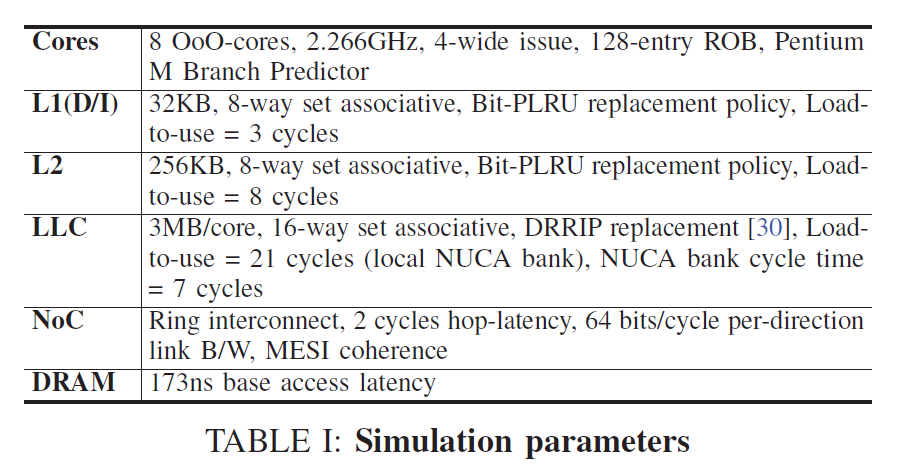 Cores 8 OoO-cores, 2.266GHz, 4-wide issue, 128-entry ROB, Pentium
M Branch Predictor
L1(D/I) 32KB, 8-way set associative, Bit-PLRU replacement policy, Load-
to-use = 3 cycles
L2 256KB, 8-way set associative, Bit-PLRU replacement policy, Load-
to-use = 8 cycles
LLC 3MB/core, 16-way set associative, DRRIP replacement [30], Load-
to-use = 21 cycles (local NUCA bank), NUCA bank cycle time
= 7 cycles
NoC Ring interconnect, 2 cycles hop-latency, 64 bits/cycle per-direction
link B/W, MESI coherence
DRAM 173ns base access latency
TABLE I: Simulation parameters